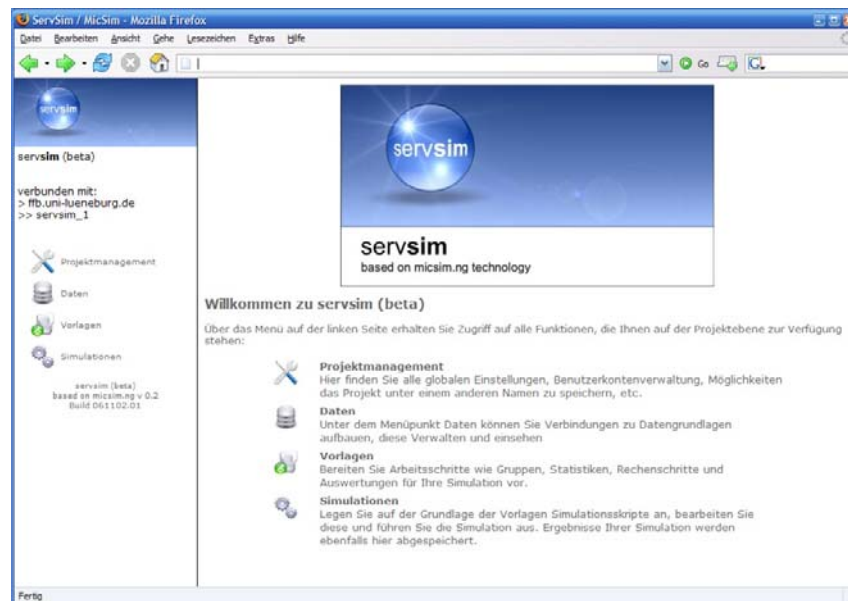 ServSim / MicSim - Mozilla Firefox
Datei Bearbeiten Ansicht Gehe Lesezeichen Extras Hilfe
Go
servsim
servsim (beta)
verbunden mit:
> ffb.uni-lueneburg.de
>> servsim_1
Projektmanagement
Daten
Vorlagen
Simulationen
servsim (beta)
based on micsim.ng v 0.2
Build 061102.01
servsim
servsim
based on micsim.ng technology
Willkommen zu servsim (beta)
Über das Menü auf der linken Seite erhalten Sie Zugriff auf alle Funktionen, die Ihnen auf der Projektebene zur Verfügung
stehen:
Projektmanagement
Hier finden Sie alle globalen Einstellungen, Benutzerkontenverwaltung, Möglichkeiten
das Projekt unter einem anderen Namen zu speichern, etc.
Daten
Unter dem Menüpunkt Daten können Sie Verbindungen zu Datengrundlagen
aufbauen, diese Verwalten und einsehen
Vorlagen
Bereiten Sie Arbeitsschritte wie Gruppen, Statistiken, Rechenschritte und
Auswertungen für Ihre Simulation vor.
Simulationen
Legen Sie auf der Grundlage der Vorlagen Simulationsskripte an, bearbeiten Sie
diese und führen Sie die Simulation aus. Ergebnisse Ihrer Simulation werden
ebenfalls hier abgespeichert.
Fertig